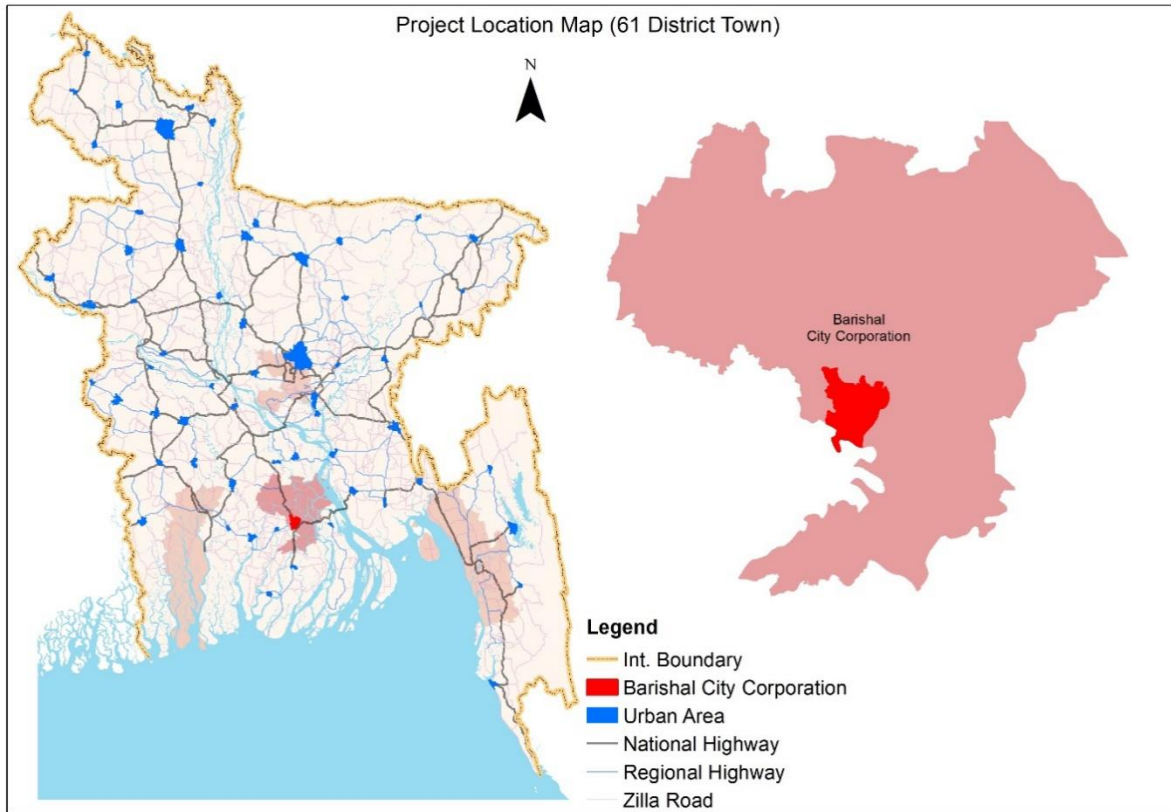 Project Location Map (61 District Town)
N
Barishal
City Corporation
Legend
Int. Boundary
Barishal City Corporation
Urban Area
National Highway
Regional Highway
Zilla Road